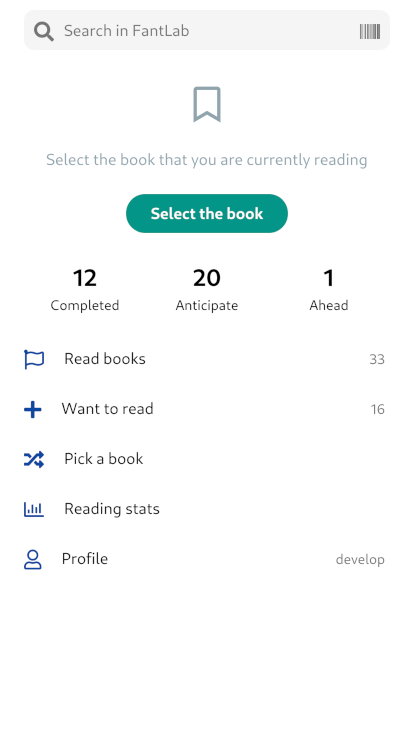 Search in FantLab
Select the book that you are currently reading
Select the book
12 20 1
Completed Anticipate Ahead
Read books 33
Want to read 16
Pick a book
Reading stats
Profile develop